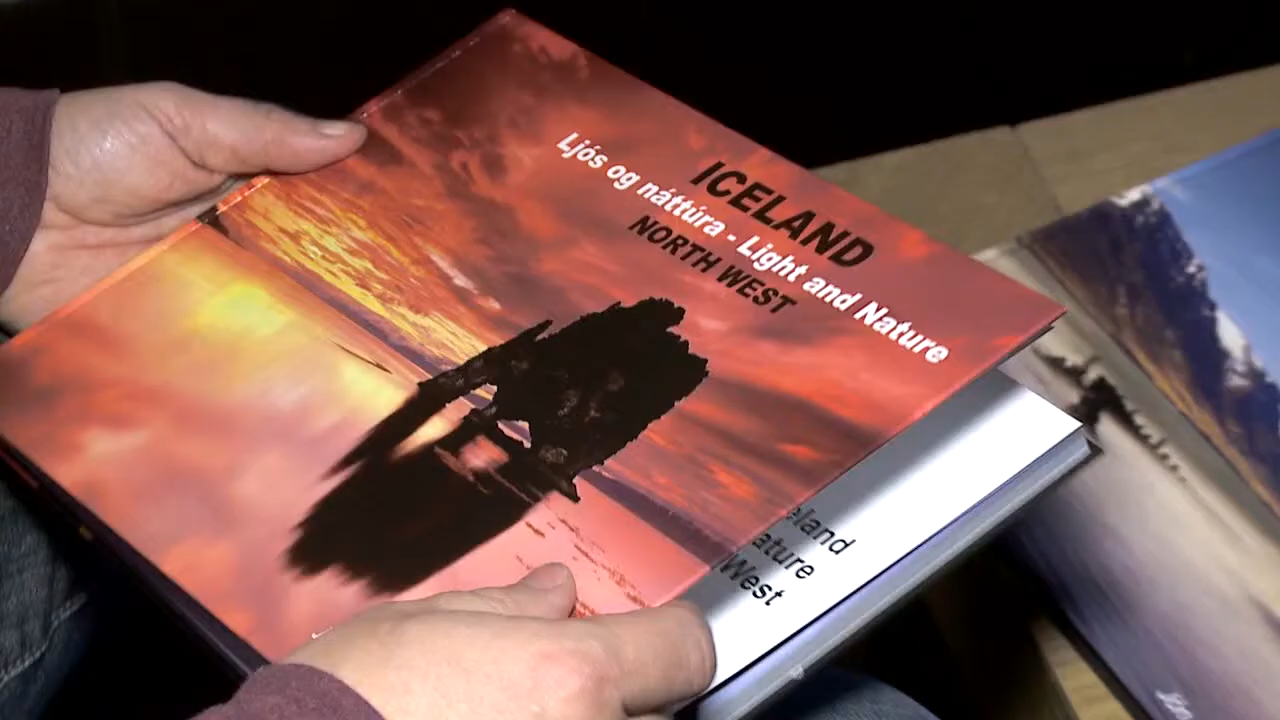 ICELAND
Ljós og náttúra - Light and Nature
NORTH WEST
eland
ature
West